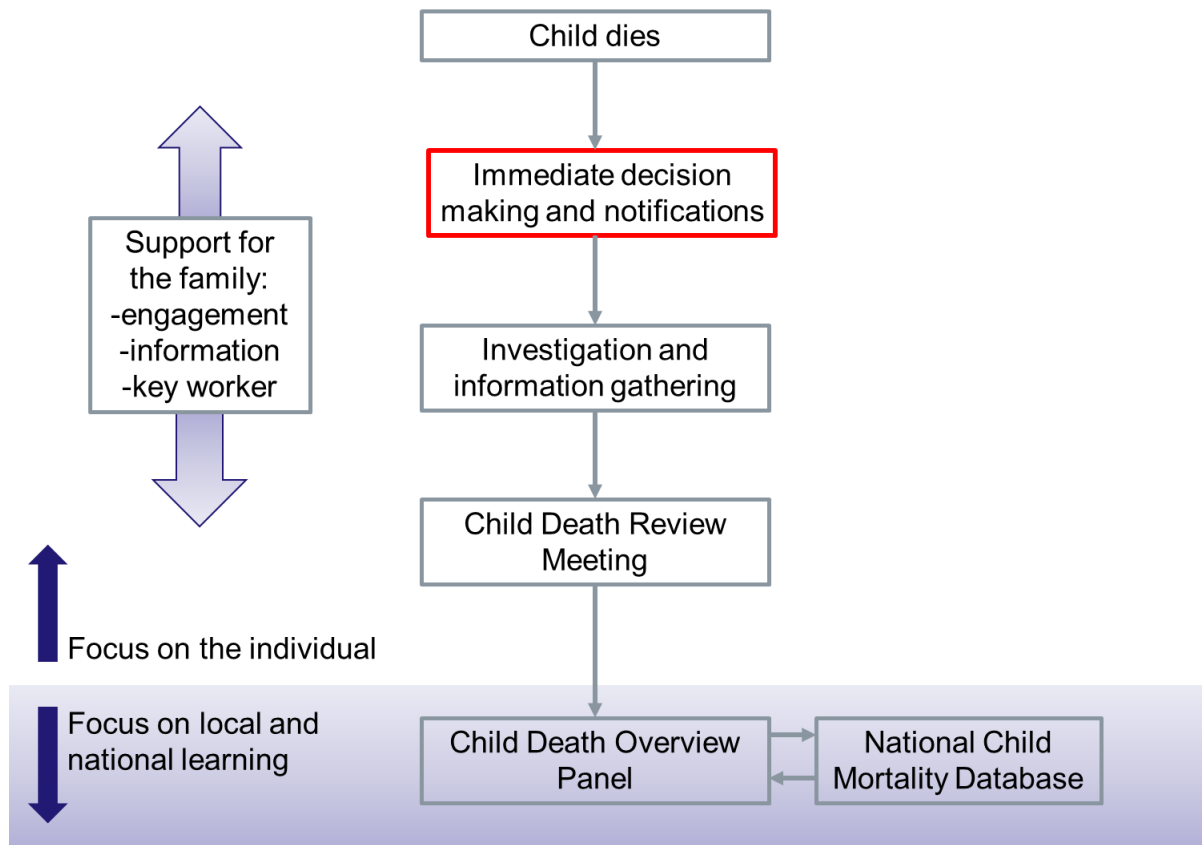 Child dies
Immediate decision
making and notifications
Support for
the family:
-engagement
-information
-key worker
Investigation and
information gathering
Child Death Review
Meeting
Focus on the individual
Focus on local and
national learning
Child Death Overview
Panel
National Child
Mortality Database